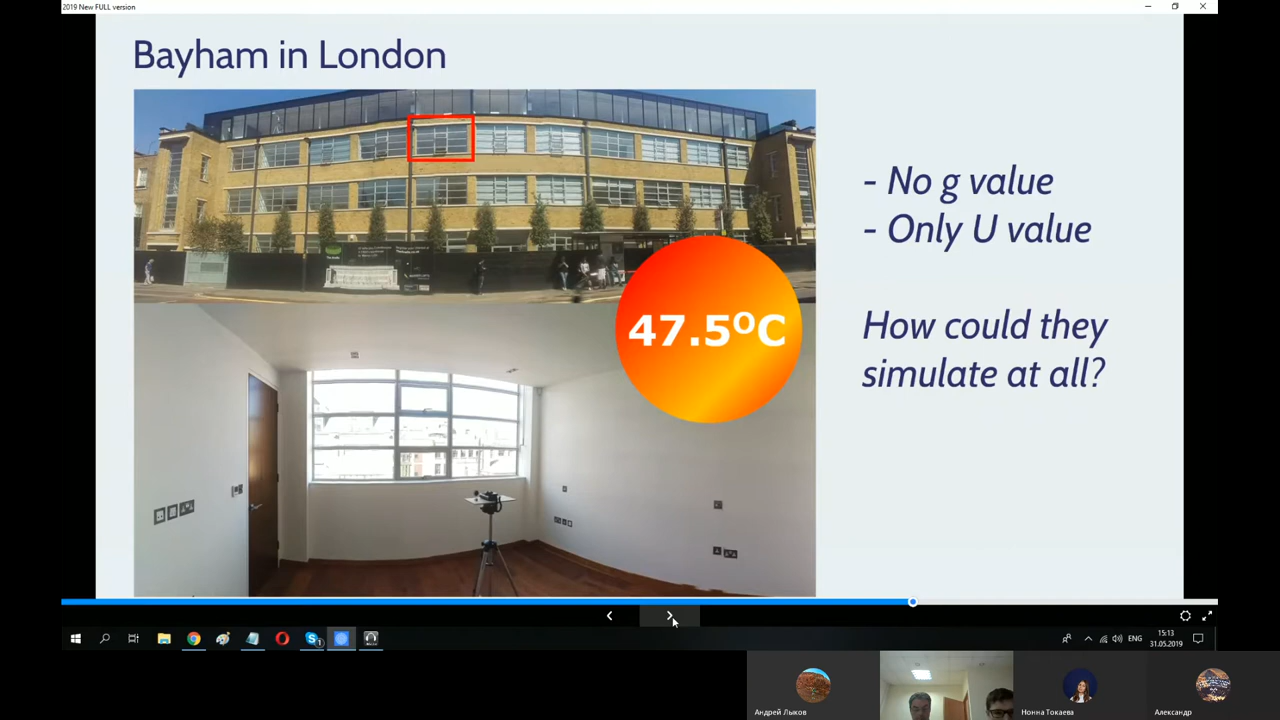 2019 New FULL version
Bayham in London
47.5ºC
- No g value
- Only U value
How could they
simulate at all?
ENG
15:13
31.05.2019
Андрей Лыков
Нонна Токаева
Александр